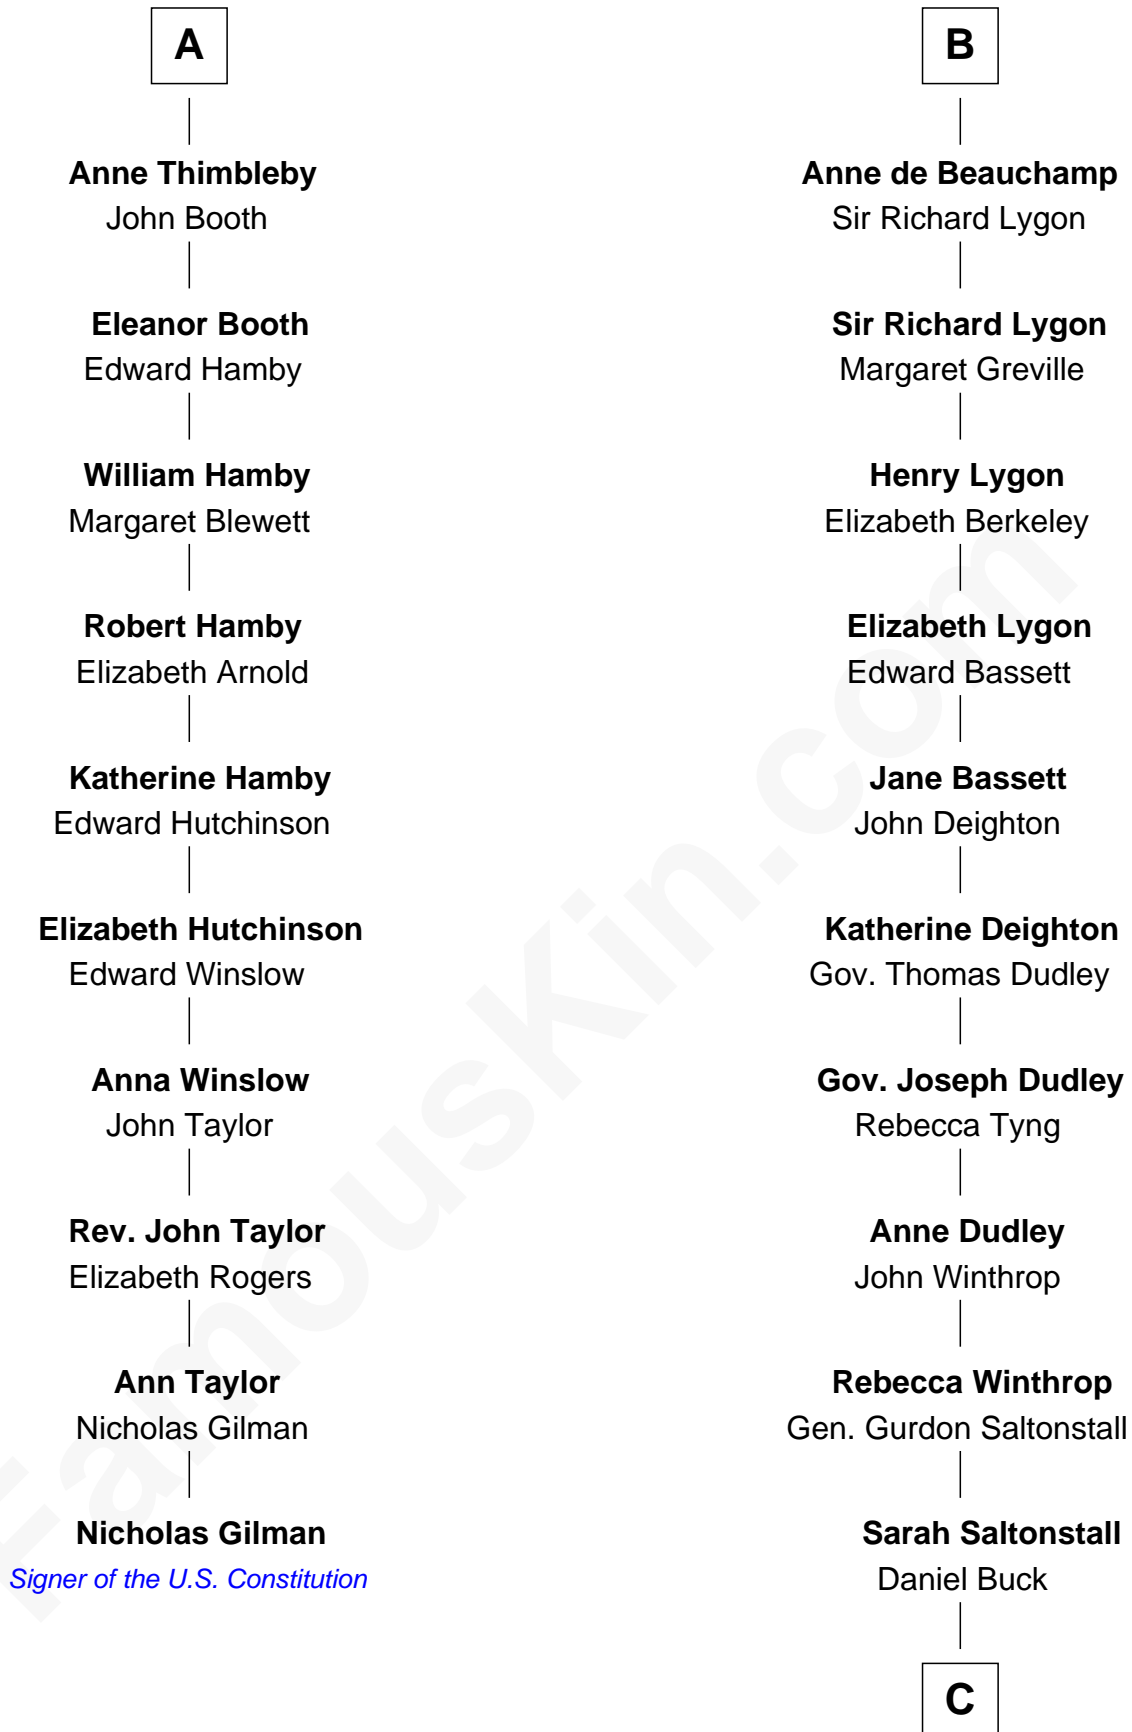 A
Anne Thimbleby
John Booth
Eleanor Booth
Edward Hamby
William Hamby
Margaret Blewett
Robert Hamby
Elizabeth Arnold
Katherine Hamby
Edward Hutchinson
Elizabeth Hutchinson
Edward Winslow
Anna Winslow
John Taylor
Rev. John Taylor
Elizabeth Rogers
Ann Taylor
Nicholas Gilman
Nicholas Gilman
Signer of the U.S. Constitution
B
Anne de Beauchamp
Sir Richard Lygon
Sir Richard Lygon
Margaret Greville
Henry Lygon
Elizabeth Berkeley
Elizabeth Lygon
Edward Bassett
Jane Bassett
John Deighton
Katherine Deighton
Gov. Thomas Dudley
Gov. Joseph Dudley
Rebecca Tyng
Anne Dudley
John Winthrop
Rebecca Winthrop
Gen. Gurdon Saltonstall
Sarah Saltonstall
Daniel Buck
C
FamousKin.com